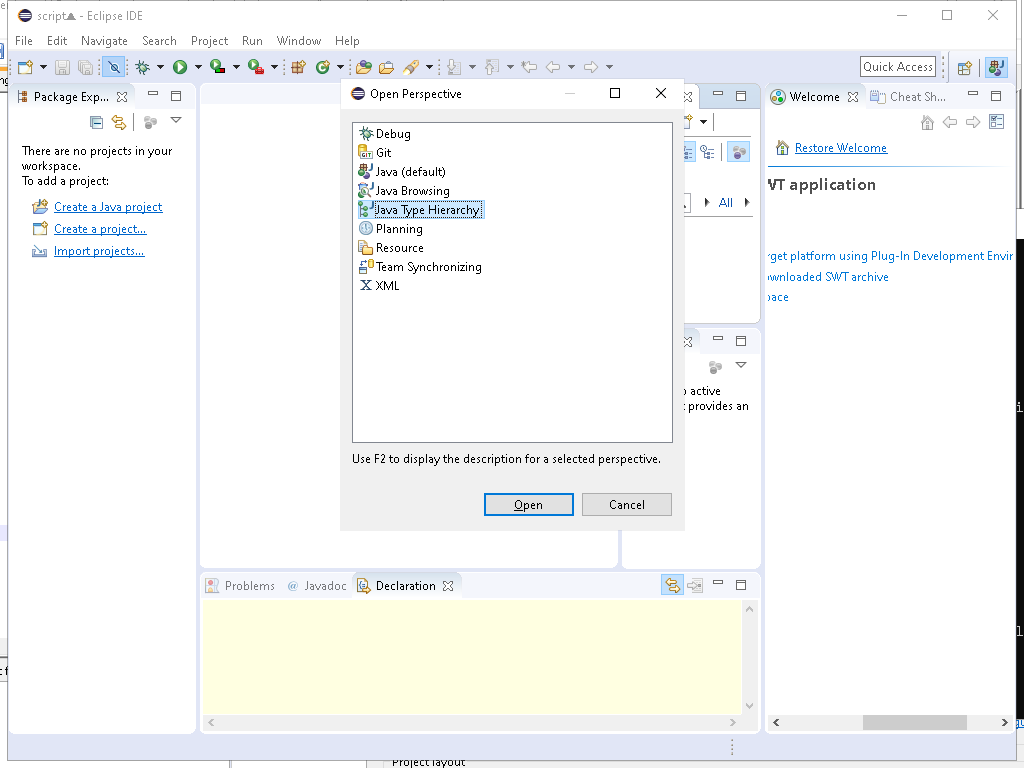 script - Eclipse IDE
File Edit Navigate Search Project Run Window Help
Quick Access
Package Exp...
There are no projects in your
workspace.
To add a project:
Create a Java project
Create a project...
Import projects...
Open Perspective
Debug
Git
Java (default)
Java Browsing
Java Type Hierarchy
Planning
Resource
Team Synchronizing
XML
Use F2 to display the description for a selected perspective.
Open Cancel
All
active
provides an
Problems @ Javadoc Declaration
Welcome Cheat Sh...
Restore Welcome
WT application
rget platform using Plug-In Development Envir
wnloaded SWT archive
pace
Project layout